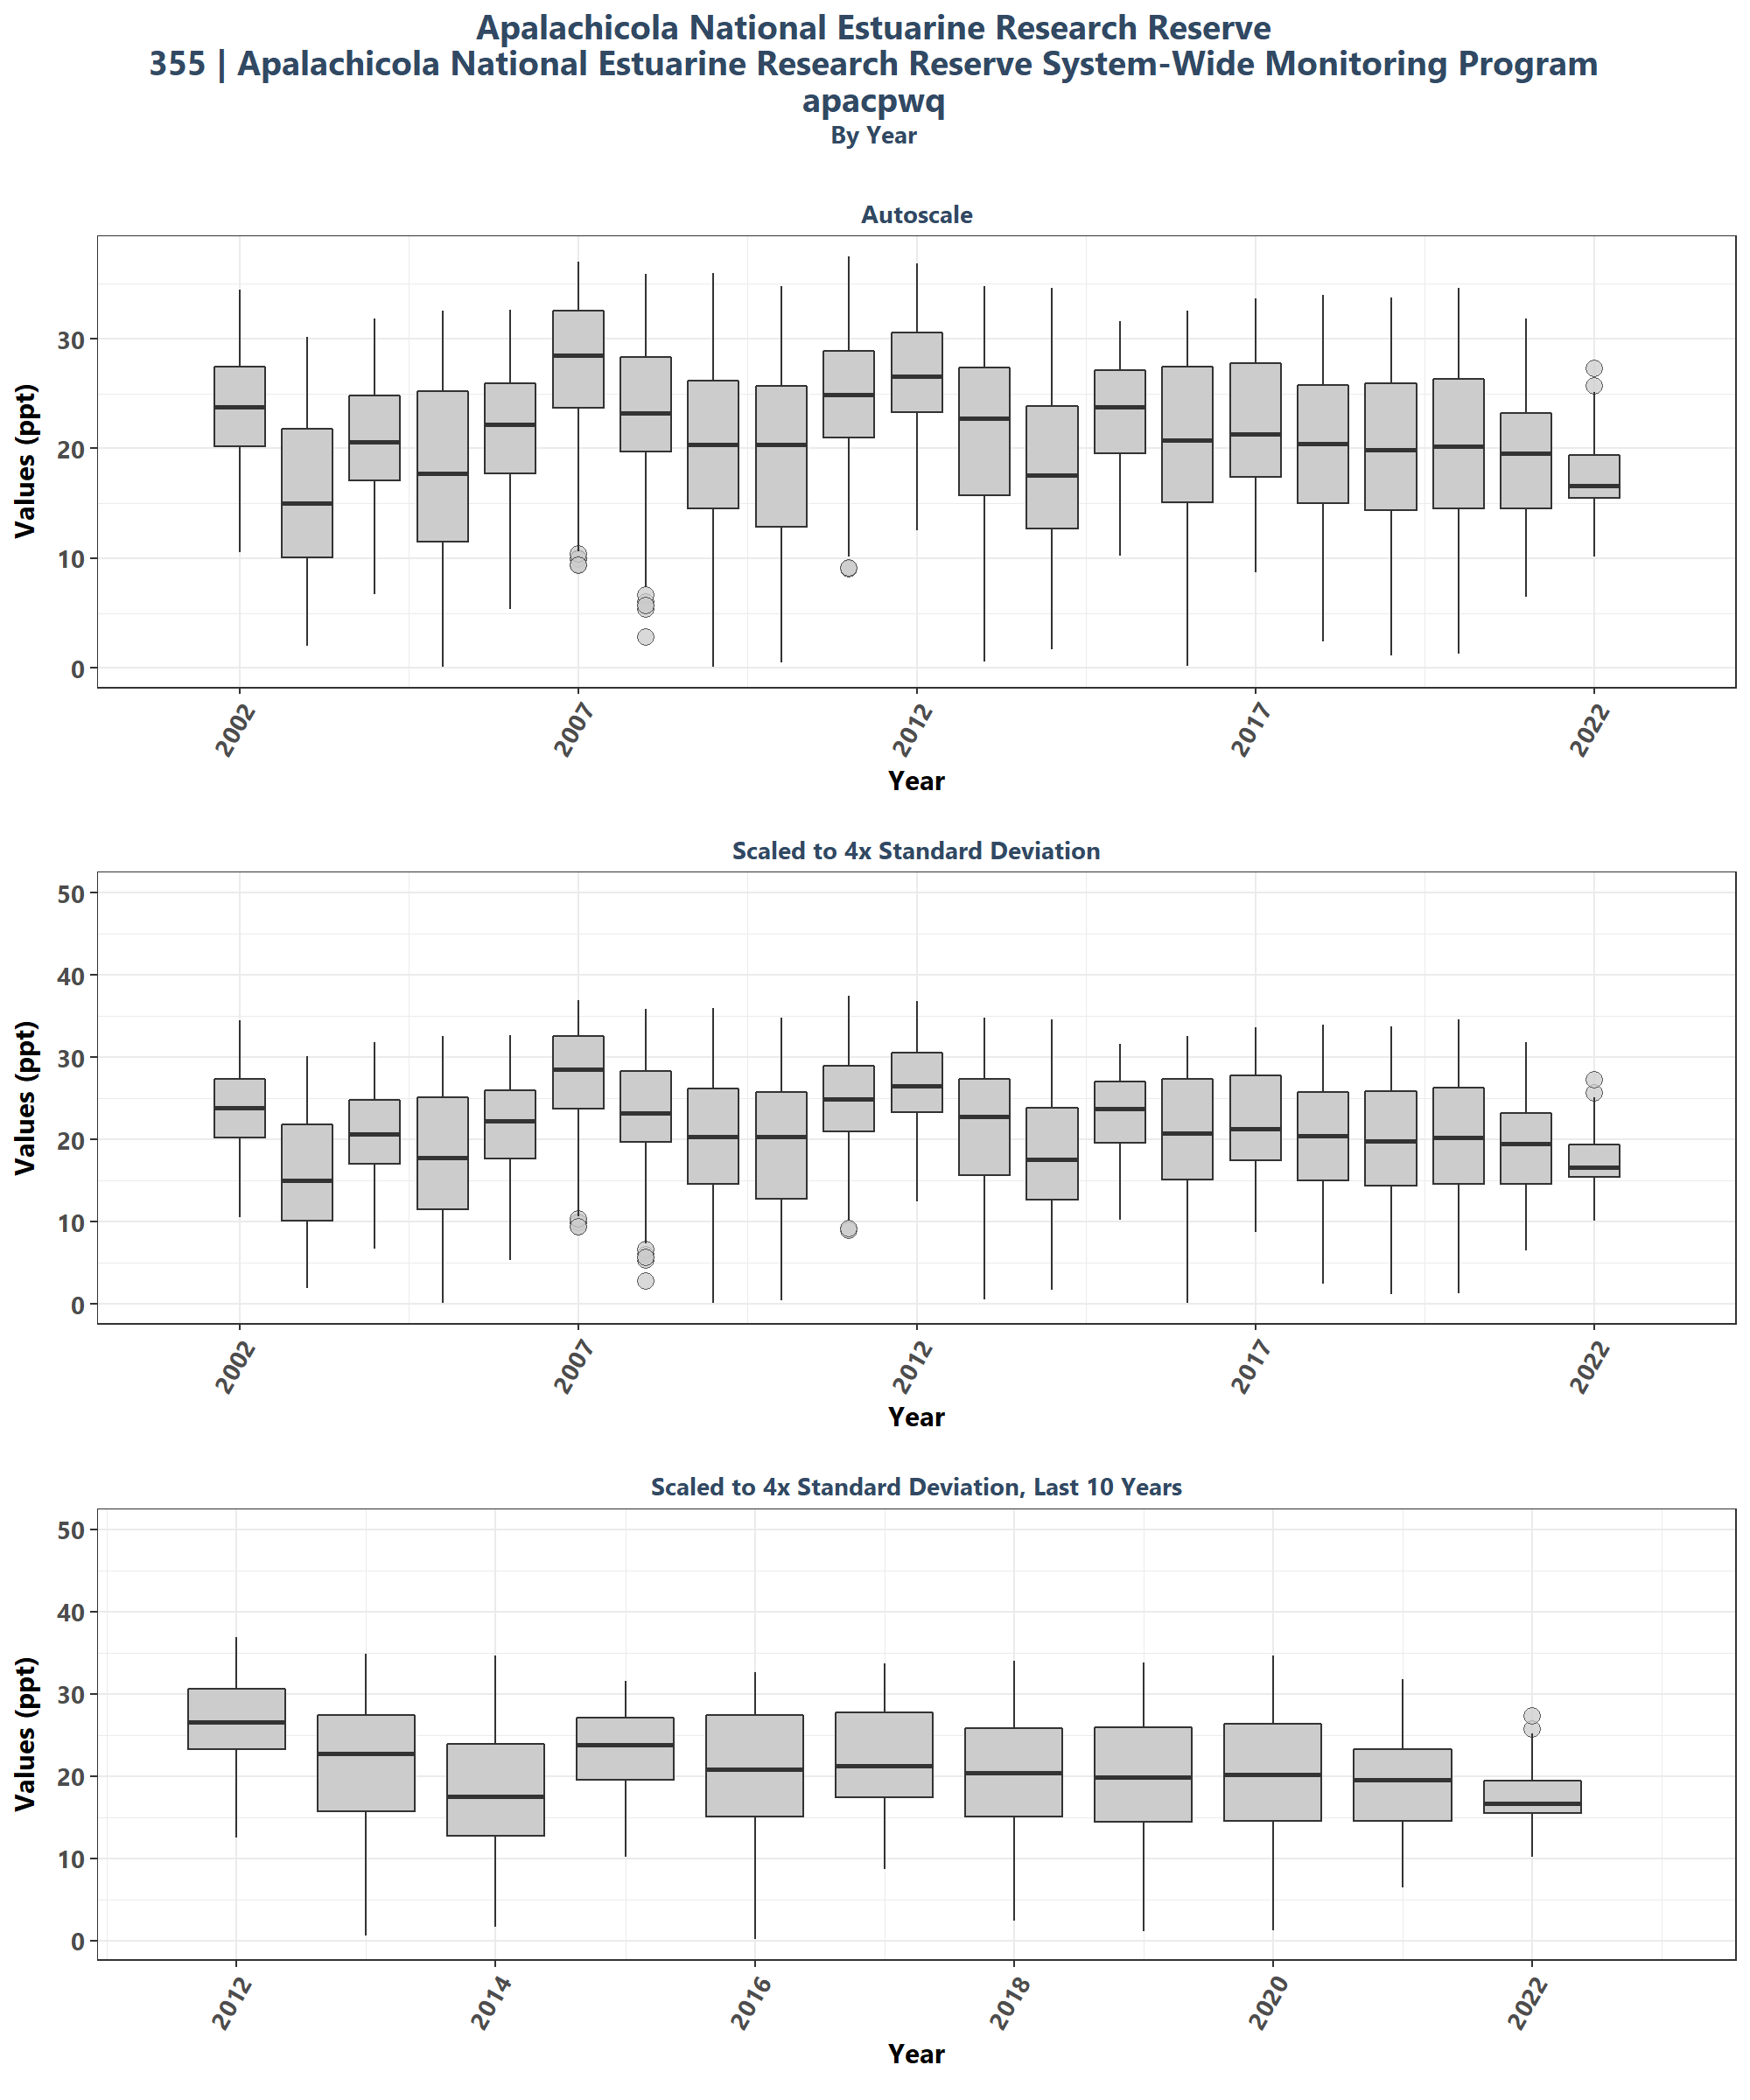 Apalachicola National Estuarine Research Reserve
355 | Apalachicola National Estuarine Research Reserve System-Wide Monitoring Program
apacpwq
By Year
Autoscale
Values (ppt)
30
20
10
0
2002 2007 2012 2017 2022
Year
Scaled to 4x Standard Deviation
Values (ppt)
50
40
30
20
10
0
2002 2007 2012 2017 2022
Year
Scaled to 4x Standard Deviation, Last 10 Years
Values (ppt)
50
40
30
20
10
0
2012 2014 2016 2018 2020 2022
Year